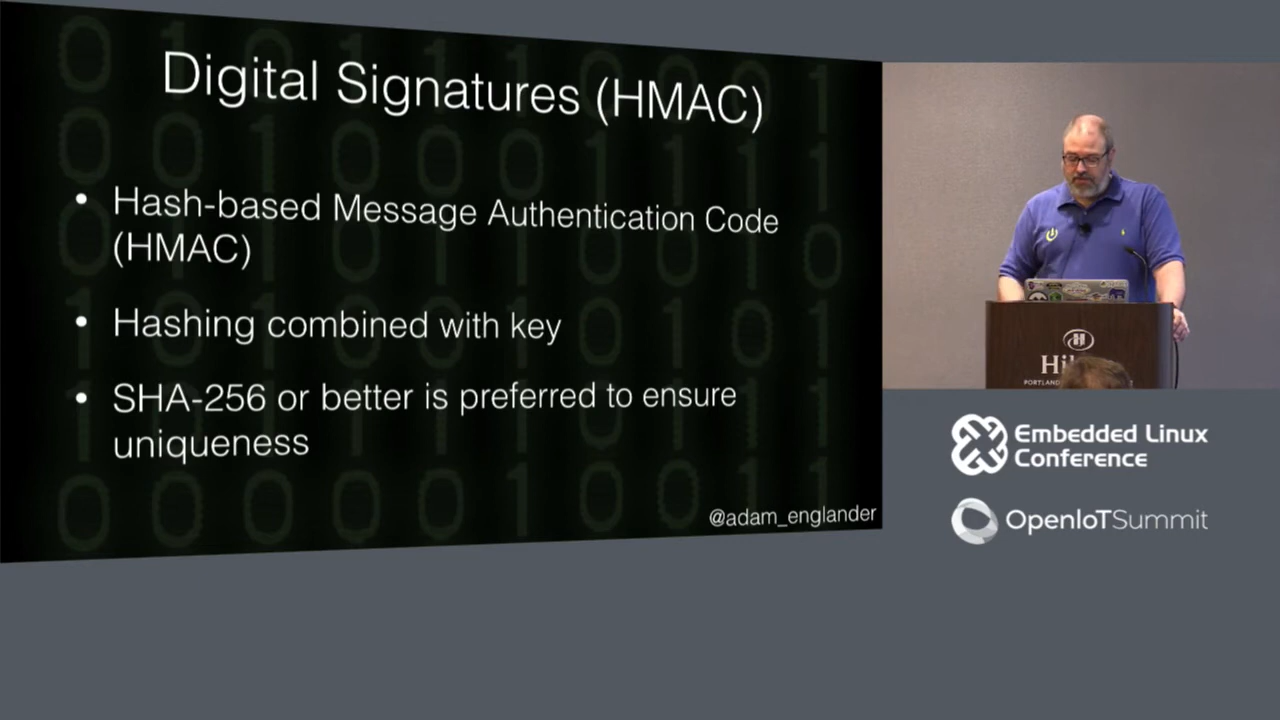 Digital Signatures (HMAC)
• Hash-based Message Authentication Code
(HMAC)
• Hashing combined with key
• SHA-256 or better is preferred to ensure
uniqueness
@adam_englander
H
PORTLAND
Embedded Linux
Conference
OpenIoTSummit